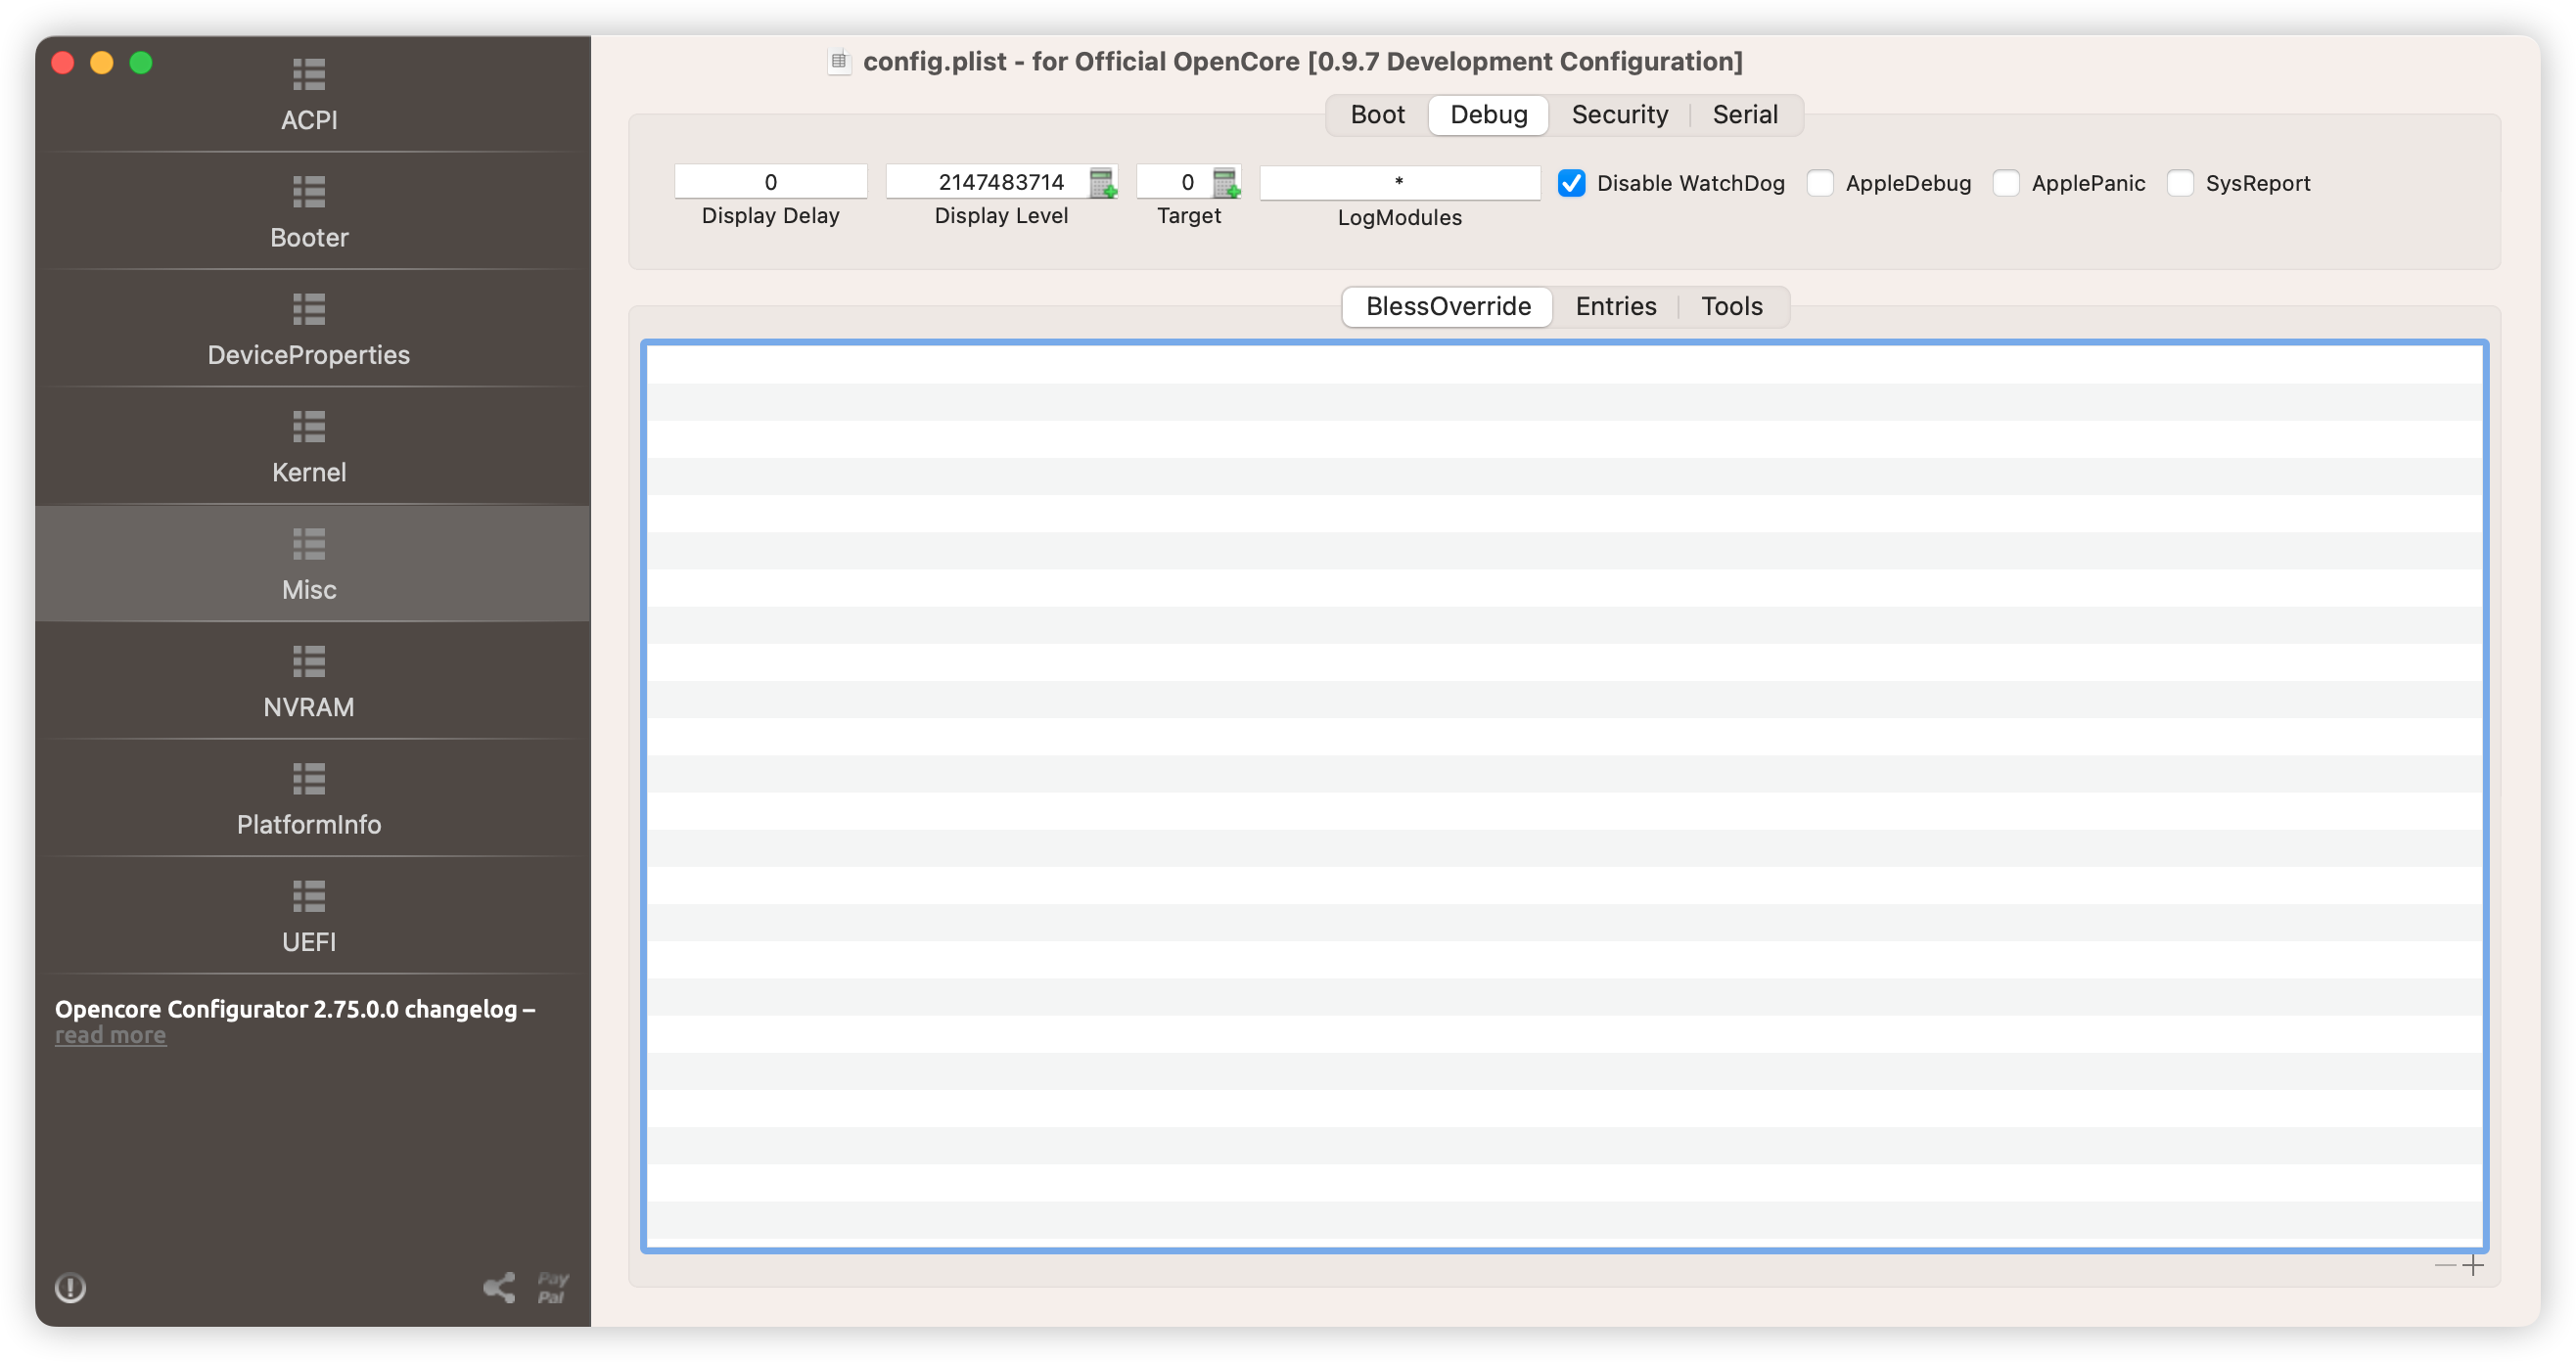 config.plist - for Official OpenCore [0.9.7 Development Configuration]
ACPI
Booter
DeviceProperties
Kernel
Misc
NVRAM
PlatformInfo
UEFI
Opencore Configurator 2.75.0.0 changelog –
read more
Pay
Pal
Boot Debug Security Serial
0 2147483714 0 * Disable WatchDog AppleDebug ApplePanic SysReport
Display Delay Display Level Target LogModules
BlessOverride Entries Tools